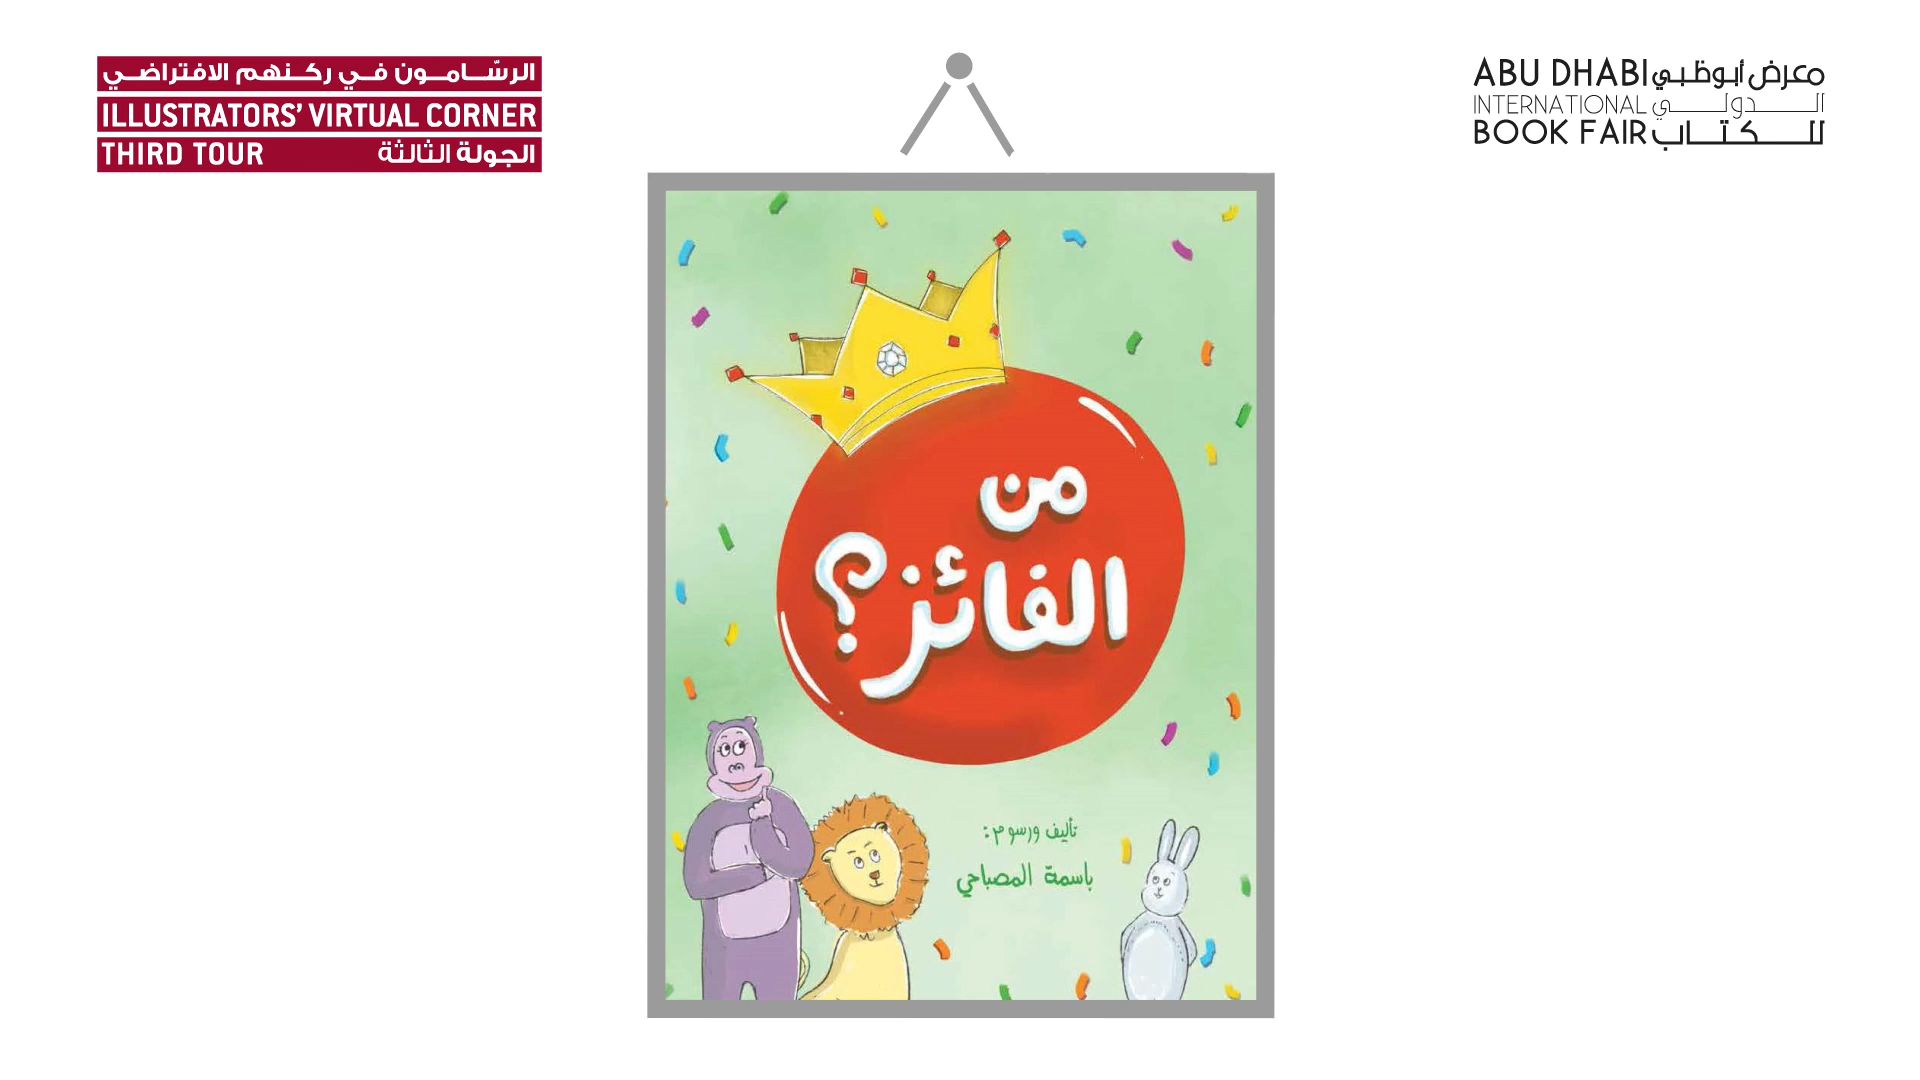 الرسّامون في ركنهم الافتراضي
ILLUSTRATORS' VIRTUAL CORNER
THIRD TOUR الجولة الثالثة
ABU DHABI معرض أبوظبي
INTERNATIONAL الدولي
BOOK FAIR للكتاب
من
الفائز؟
تأليف ورسوم:
باسمة المصباحي